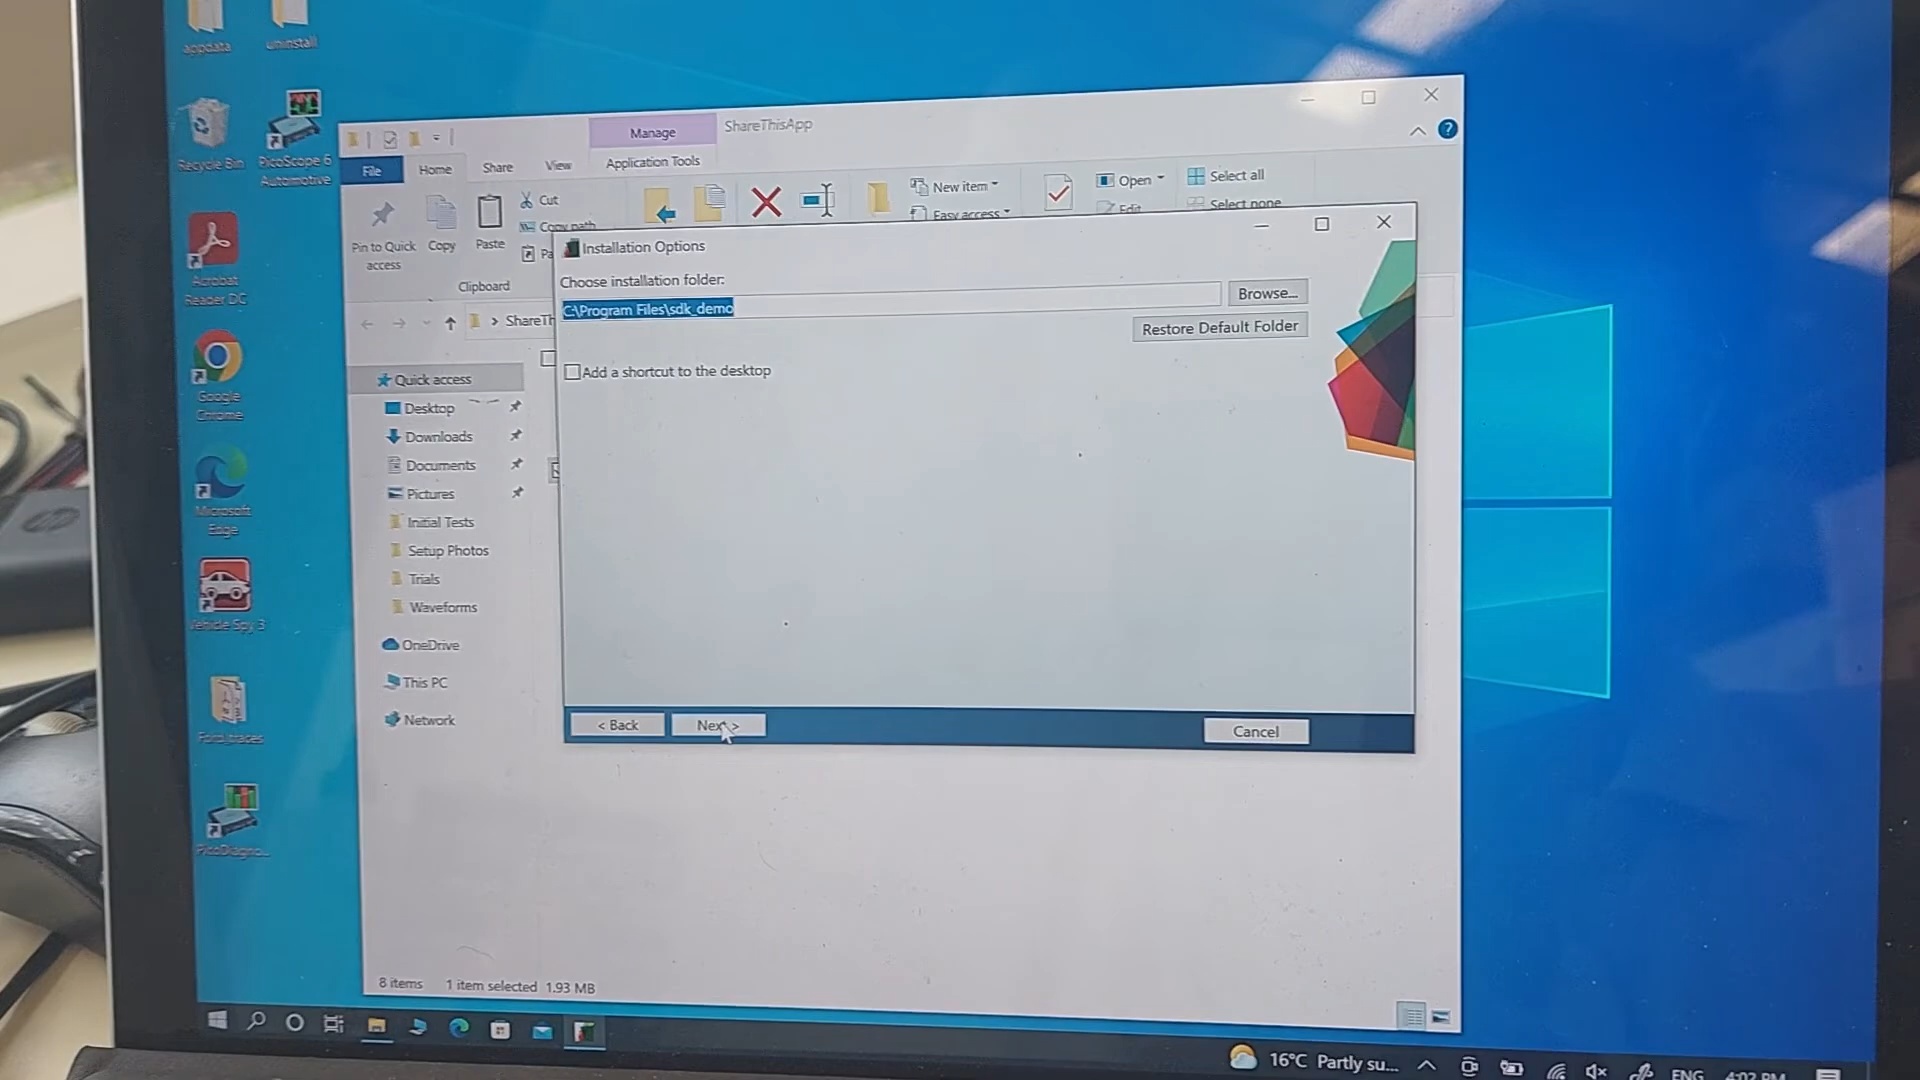 appdata
uninstall
Recycle Bin
PicoScope 6
Automotive
Acrobat
Reader DC
Google
Chrome
Microsoft
Edge
Vehicle Spy 3
Ford traces
PicoDiagno...
Manage
ShareThisApp
File
Home
Share
View
Application Tools
Pin to Quick
access
Copy
Paste
Cut
Copy path
Pa
Clipboard
New item
Easy access
Open
Edit
Select all
Select none
ShareTh
Quick access
Desktop
Downloads
Documents
Pictures
Initial Tests
Setup Photos
Trials
Waveforms
OneDrive
This PC
Network
8 items 1 item selected 1.93 MB
Installation Options
Choose installation folder:
C:\Program Files\sdk_demo
Browse...
Restore Default Folder
Add a shortcut to the desktop
< Back
Next >
Cancel
16°C Partly su...
ENG
4:02 PM